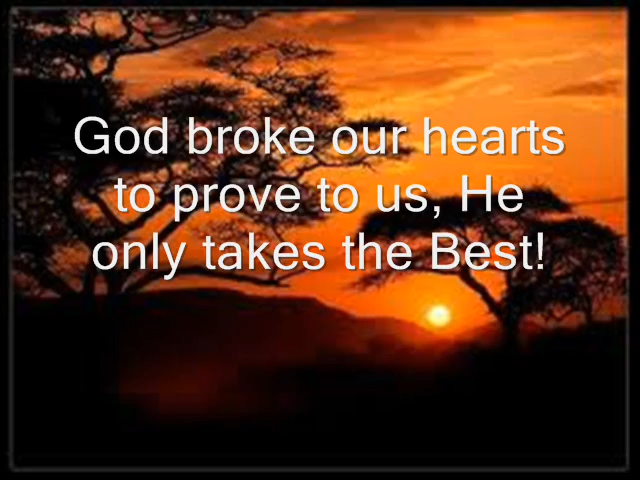 God broke our hearts
to prove to us, He
only takes the Best!